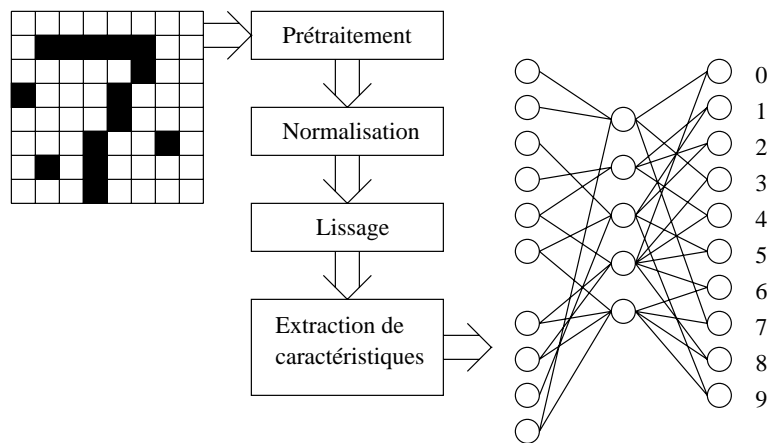 Prétraitement
Normalisation
Lissage
Extraction de
caractéristiques
0
1
2
3
4
5
6
7
8
9